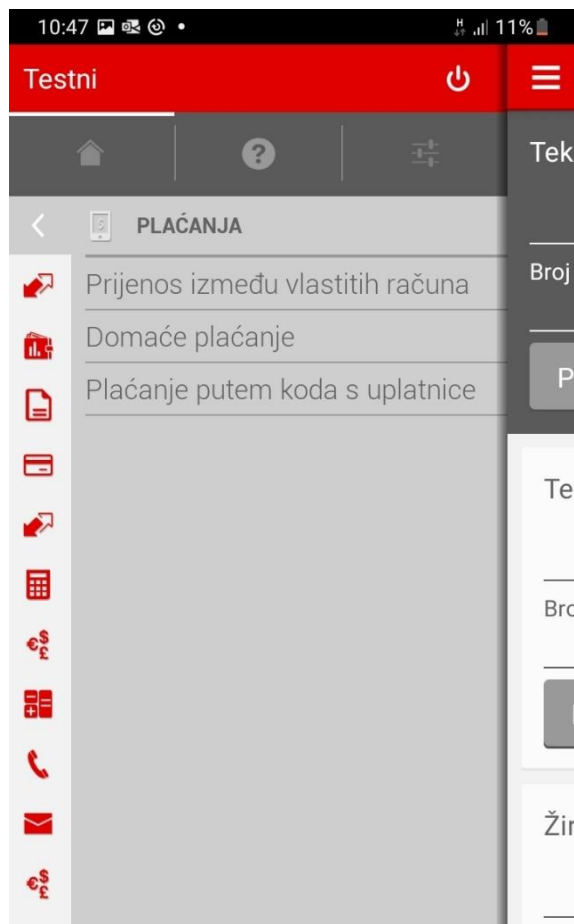 10:47 11%
Testni
Tek
PLAĆANJA
Prijenos između vlastitih računa
Broj
Domaće plaćanje
Plaćanje putem koda s uplatnice
P
Te
Bro
Žir